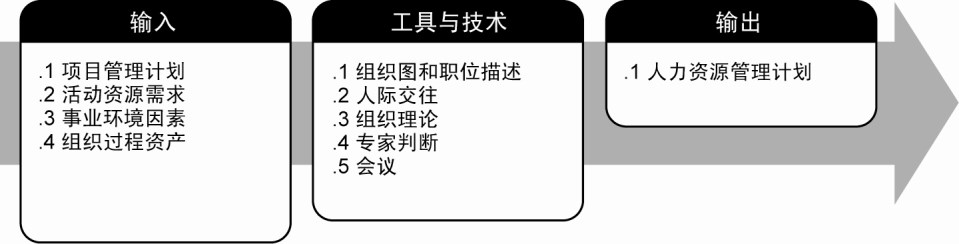 输入
.1 项目管理计划
.2 活动资源需求
.3 事业环境因素
.4 组织过程资产
工具与技术
.1 组织图和职位描述
.2 人际交往
.3 组织理论
.4 专家判断
.5 会议
输出
.1 人力资源管理计划